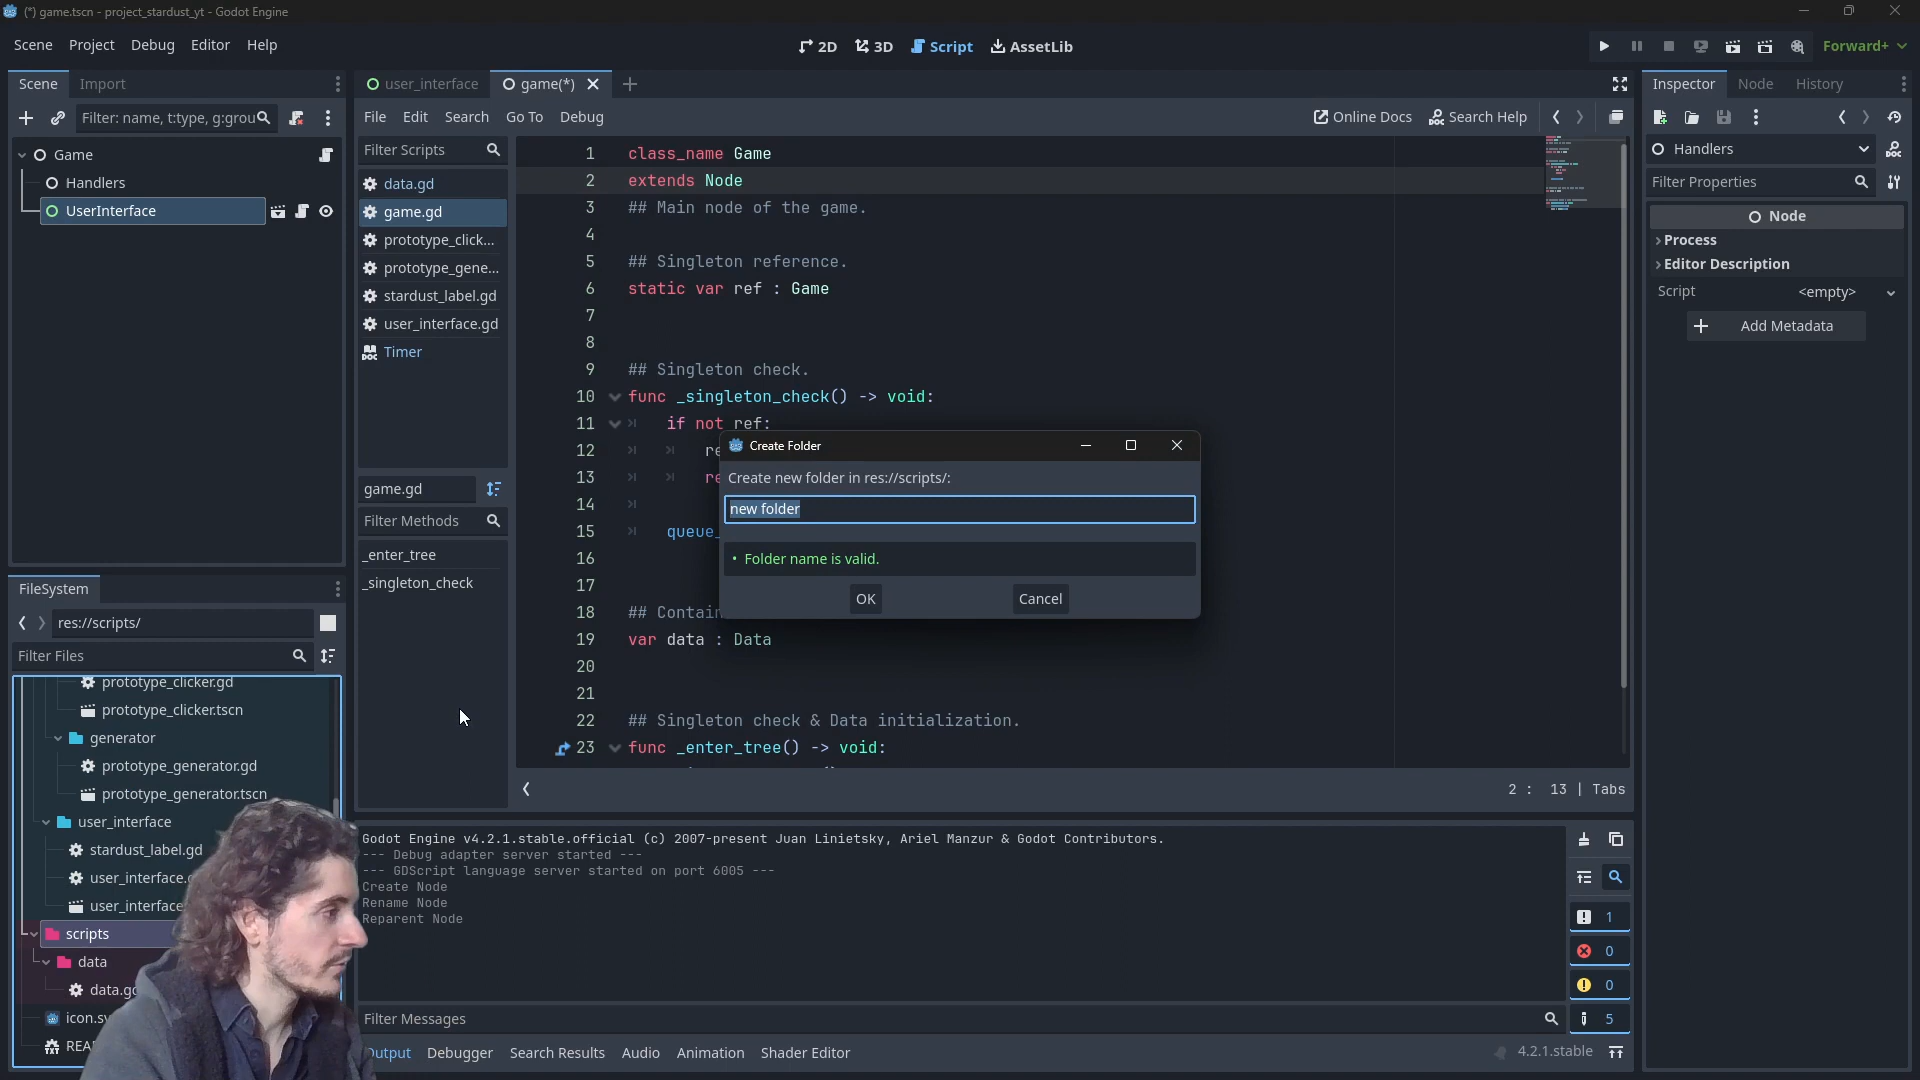 (*) game.tscn - project_stardust_yt - Godot Engine
Scene Project Debug Editor Help
2D 3D Script AssetLib
Forward+
Scene Import
Filter: name, t:type, g:grou
Game
Handlers
UserInterface
user_interface game(*)
File Edit Search Go To Debug
Online Docs Search Help
Filter Scripts
data.gd
game.gd
prototype_click...
prototype_gene...
stardust_label.gd
user_interface.gd
Timer
game.gd
Filter Methods
_enter_tree
_singleton_check
1 class_name Game
2 extends Node
3 ## Main node of the game.
4
5 ## Singleton reference.
6 static var ref : Game
7
8
9 ## Singleton check.
10 func _singleton_check() -> void:
11 if not ref:
12 re
13 re
14
15 queue_
16
17
18 ## Contain
19 var data : Data
20
21
22 ## Singleton check & Data initialization.
23 func _enter_tree() -> void:
2 : 13 | Tabs
Create Folder
Create new folder in res://scripts/:
new folder
• Folder name is valid.
OK Cancel
Inspector Node History
Handlers
Filter Properties
Node
Process
Editor Description
Script <empty>
Add Metadata
FileSystem
res://scripts/
Filter Files
prototype_clicker.gd
prototype_clicker.tscn
generator
prototype_generator.gd
prototype_generator.tscn
user_interface
stardust_label.gd
user_interface.
user_interface
scripts
data
data.gd
icon.sv
REA
Godot Engine v4.2.1.stable.official (c) 2007-present Juan Linietsky, Ariel Manzur & Godot Contributors.
--- Debug adapter server started ---
--- GDScript language server started on port 6005 ---
Create Node
Rename Node
Reparent Node
1
0
0
5
Filter Messages
Output Debugger Search Results Audio Animation Shader Editor
4.2.1.stable